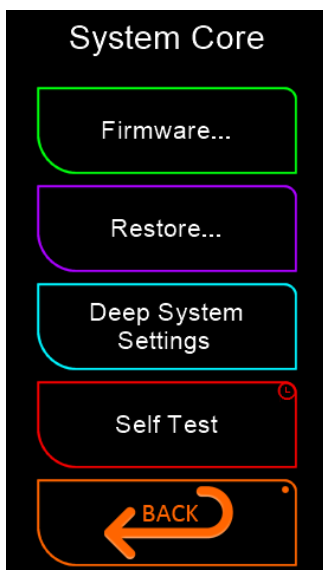 System Core
Firmware...
Restore...
Deep System
Settings
Self Test
BACK